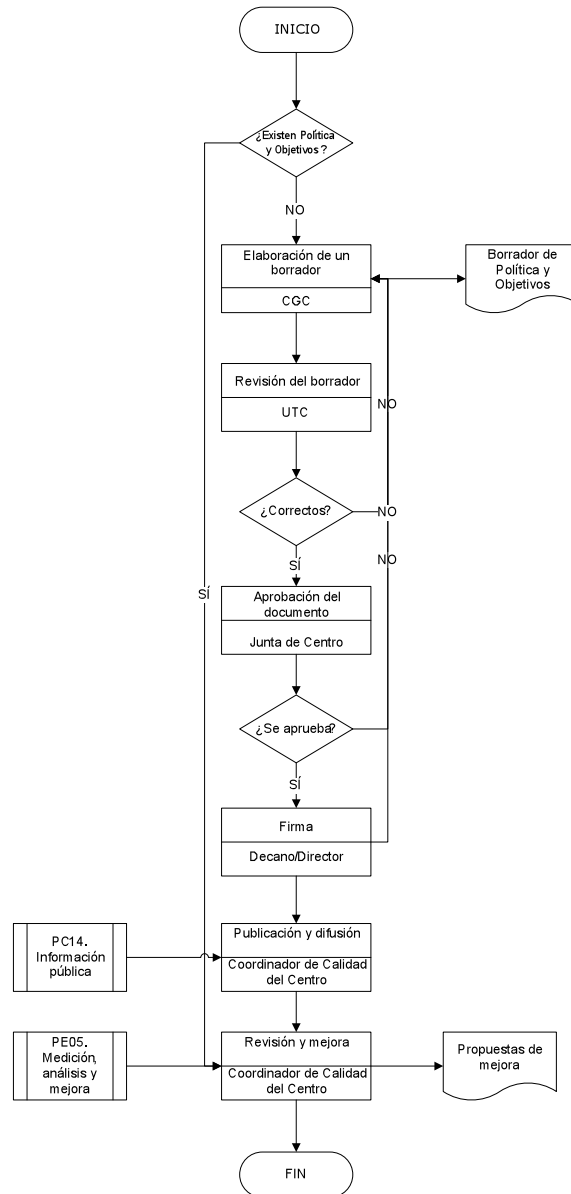 INICIO
¿Existen Política
y Objetivos ?
NO
Elaboración de un
borrador
CGC
Borrador de
Política y
Objetivos
Revisión del borrador
UTC
NO
¿Correctos?
NO
SÍ
NO
SÍ
Aprobación del
documento
Junta de Centro
¿Se aprueba?
SÍ
Firma
Decano/Director
PC14.
Información
pública
Publicación y difusión
Coordinador de Calidad
del Centro
PE05.
Medición,
análisis y
mejora
Revisión y mejora
Coordinador de Calidad
del Centro
Propuestas de
mejora
FIN